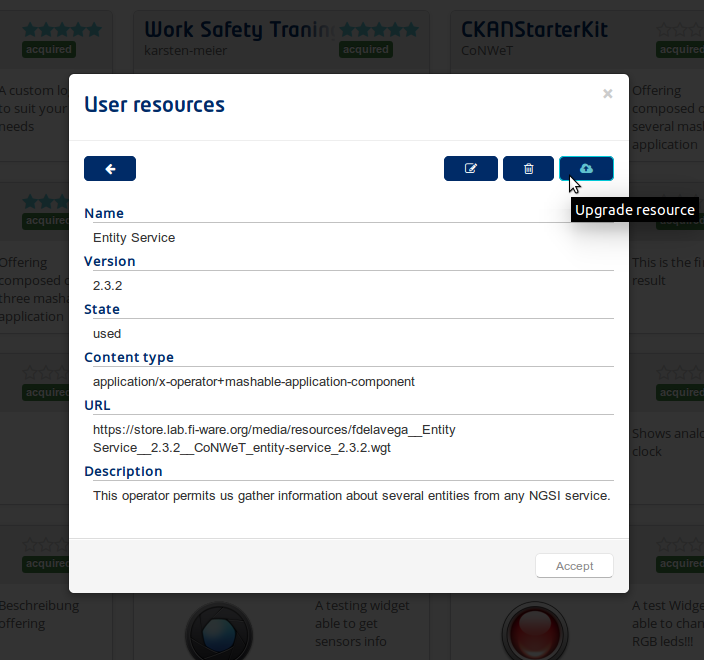 Work Safety Tranin
CKANStarterKit
acquired
karsten-meier
acquired
CoNWeT
acquired
A custom lo
to suit your
needs
Offering
composed o
several mas
application
User resources
×
Upgrade resource
Name
Entity Service
Version
2.3.2
State
used
Content type
application/x-operator+mashable-application-component
URL
https://store.lab.fi-ware.org/media/resources/fdelavega__Entity
Service__2.3.2__CoNWeT_entity-service_2.3.2.wgt
Description
This operator permits us gather information about several entities from any NGSI service.
Accept
acquired
Offering
composed o
three masha
application
This is the fi
result
acquired
acquired
Shows analo
clock
acquired
acquired
Beschreibung
offering
A testing widget
able to get
sensors info
A test Widge
able to chan
RGB leds!!!